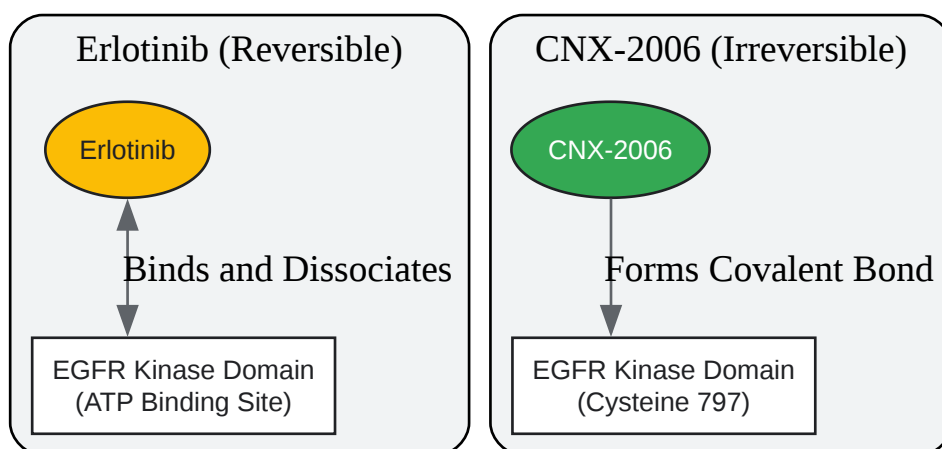 Erlotinib (Reversible)
Erlotinib
Binds and Dissociates
EGFR Kinase Domain
(ATP Binding Site)
CNX-2006 (Irreversible)
CNX-2006
Forms Covalent Bond
EGFR Kinase Domain
(Cysteine 797)